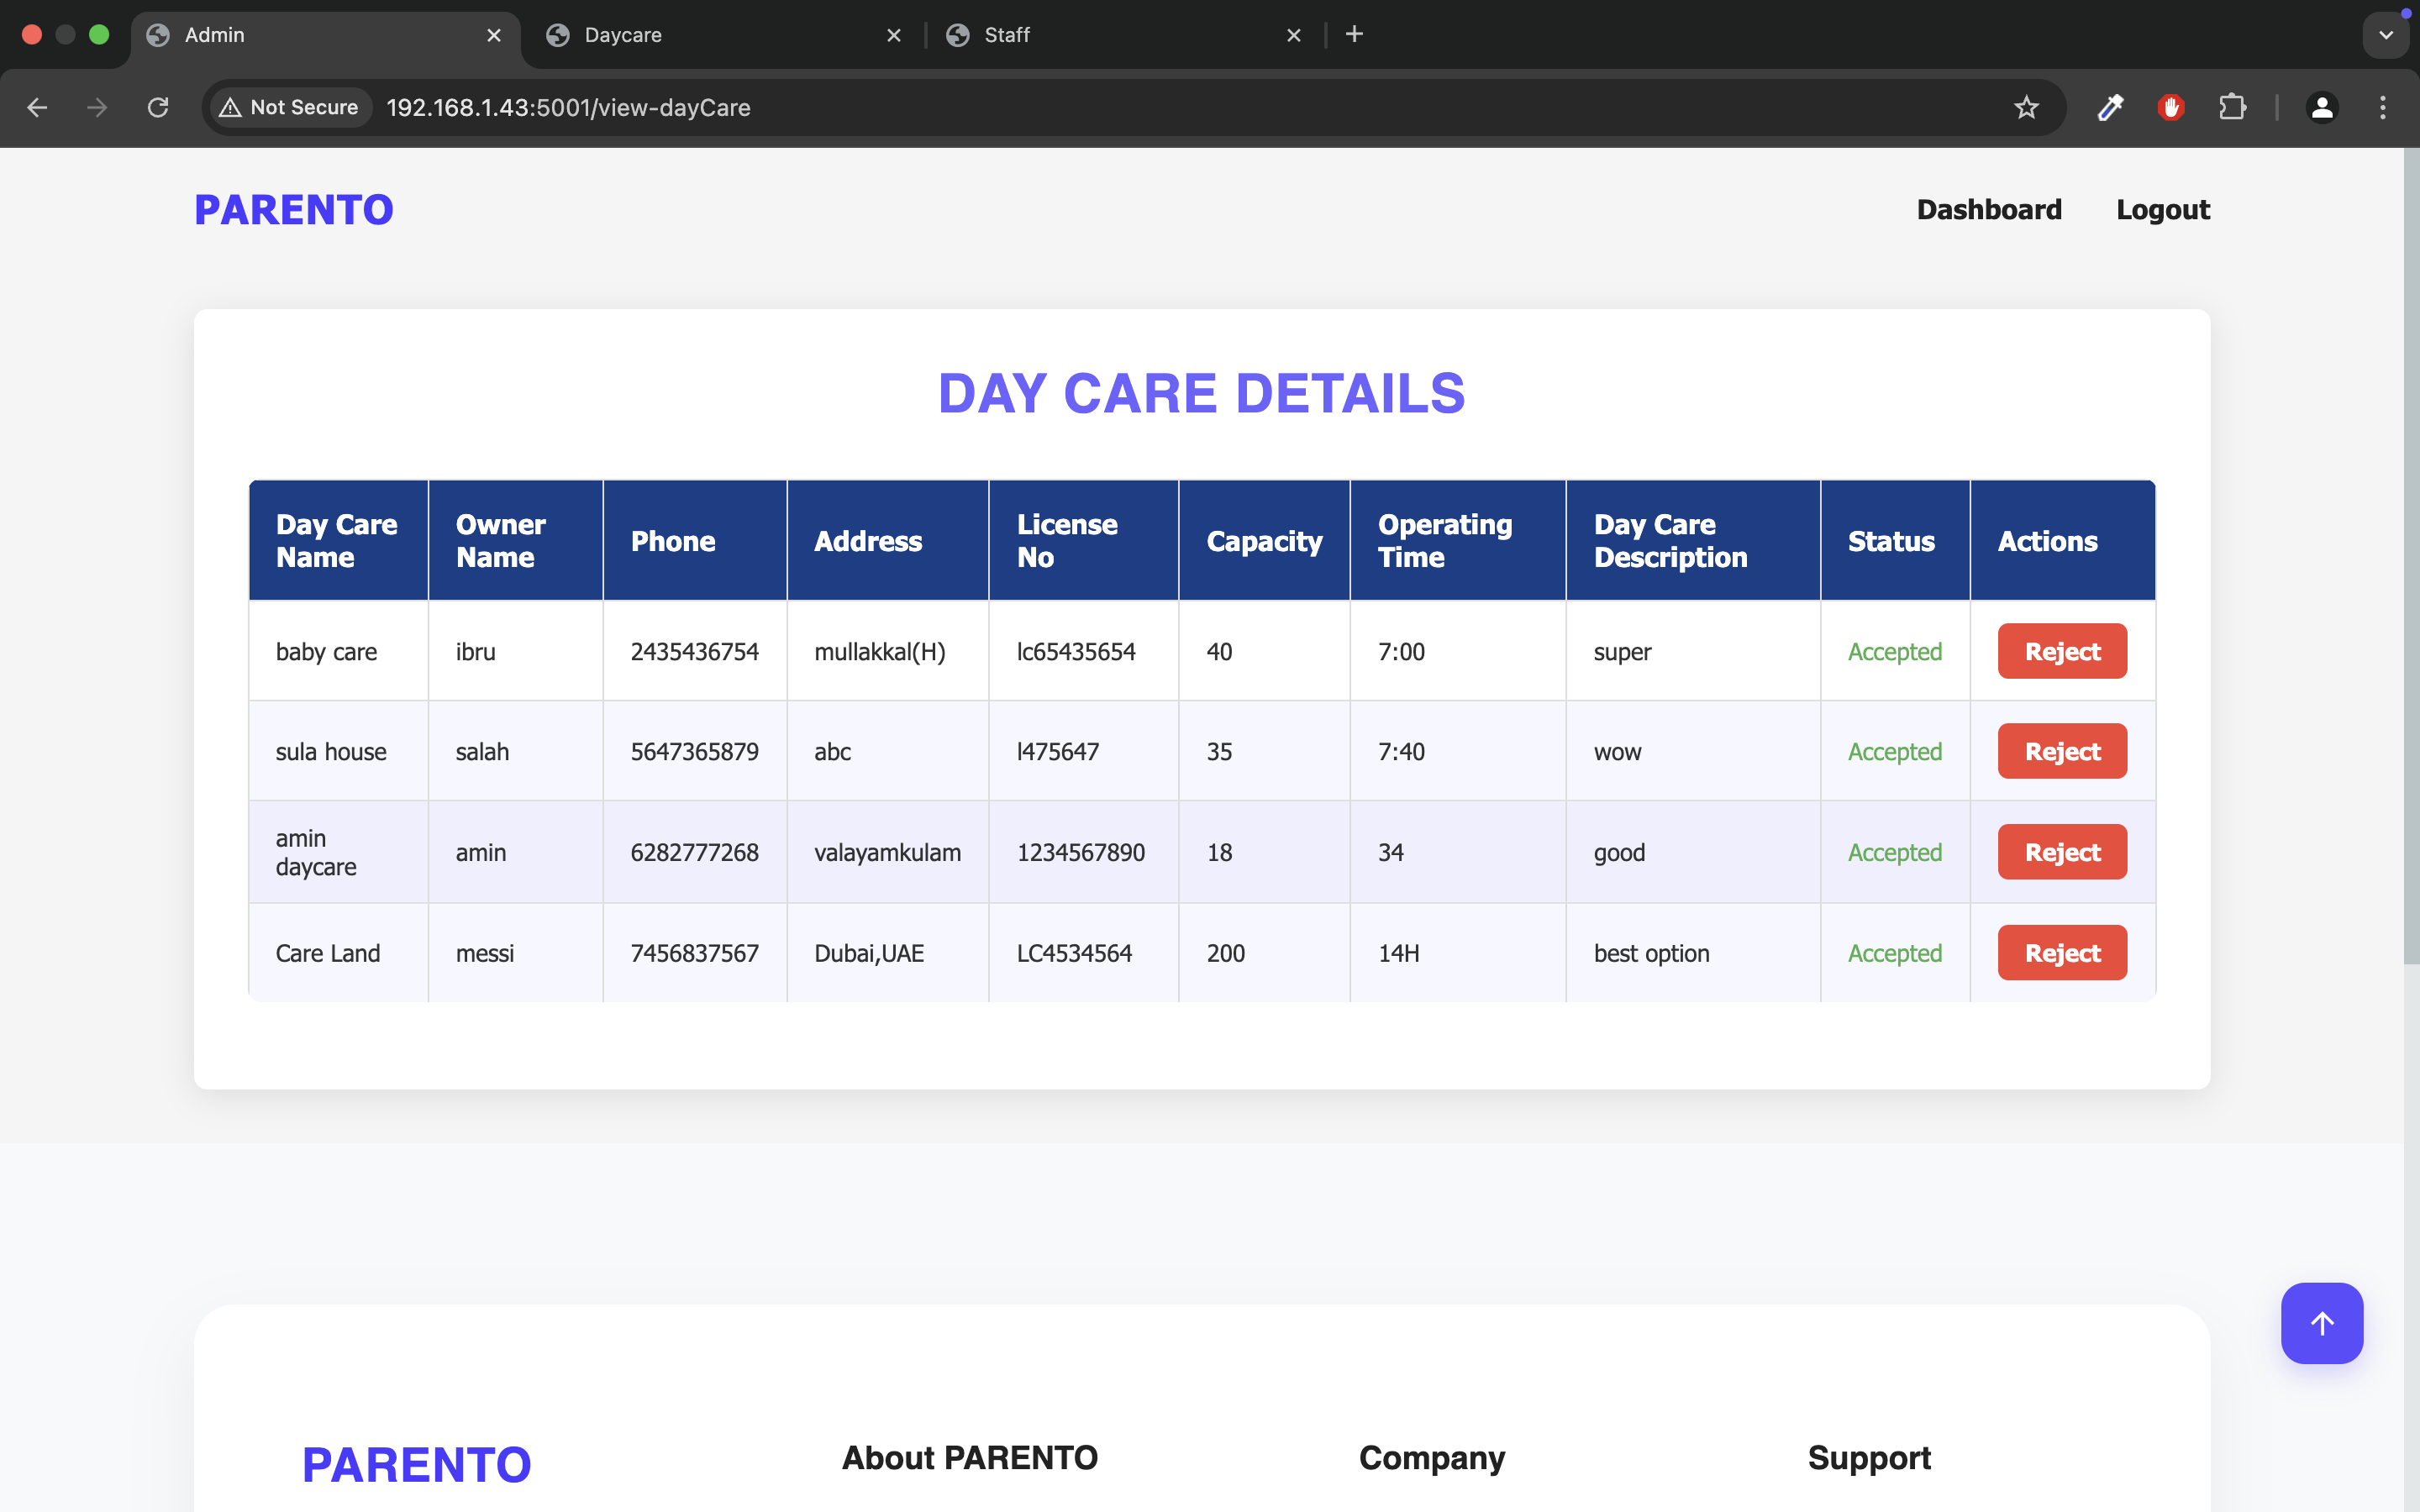 Admin
Daycare
Staff
Not Secure 192.168.1.43:5001/view-dayCare
PARENTO
Dashboard Logout
DAY CARE DETAILS
Day Care Name Owner Name Phone Address License No Capacity Operating Time Day Care Description Status Actions
baby care ibru 2435436754 mullakkal(H) lc65435654 40 7:00 super Accepted Reject
sula house salah 5647365879 abc l475647 35 7:40 wow Accepted Reject
amin daycare amin 6282777268 valayamkulam 1234567890 18 34 good Accepted Reject
Care Land messi 7456837567 Dubai,UAE LC4534564 200 14H best option Accepted Reject
PARENTO About PARENTO Company Support